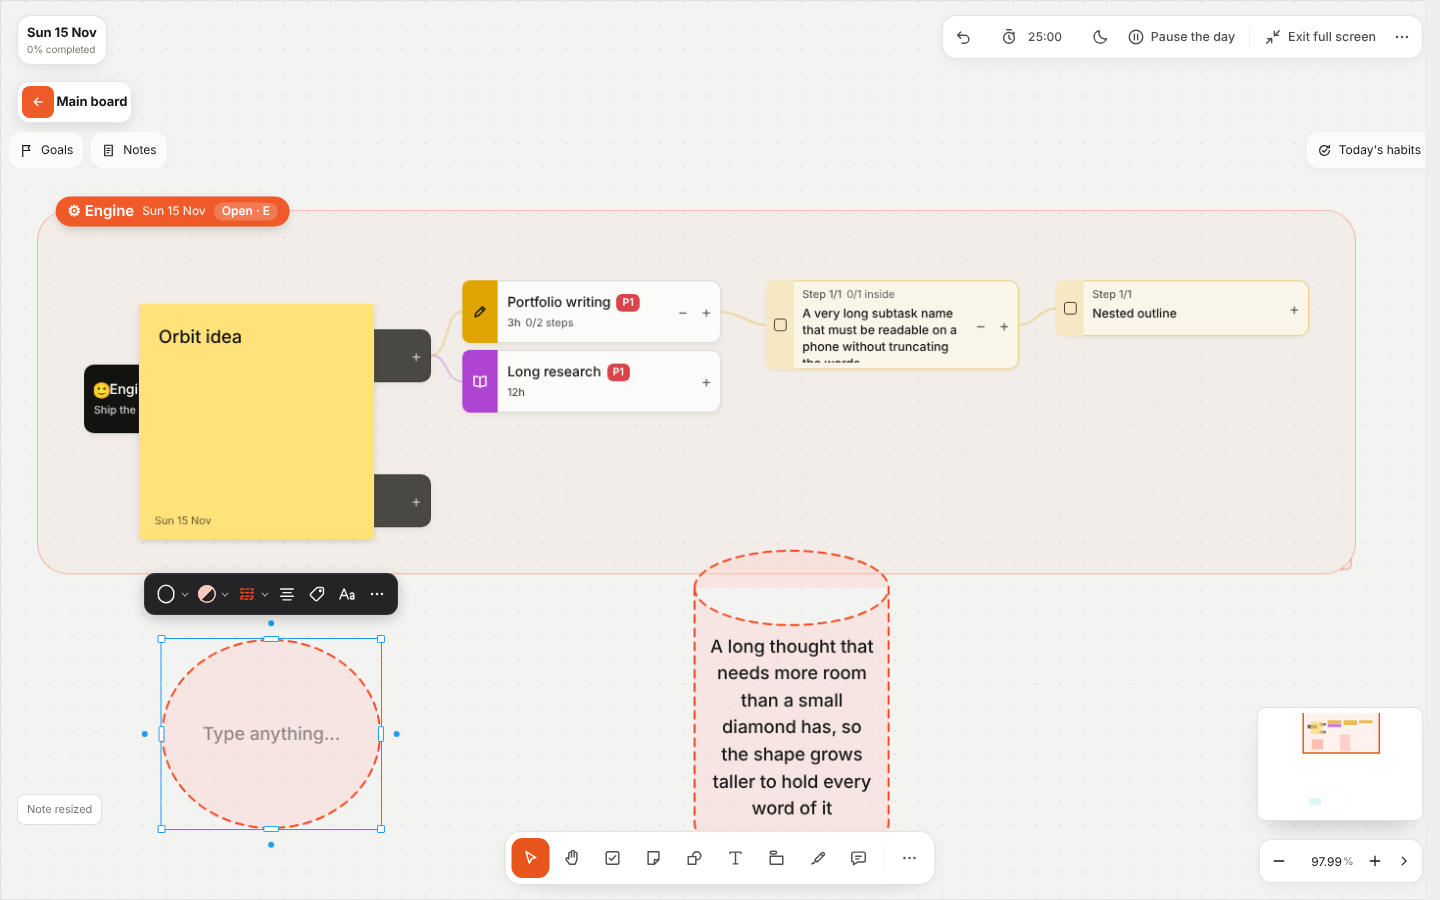 Sun 15 Nov
0% completed
25:00
Pause the day
Exit full screen
Main board
Goals
Notes
Today's habits
Engine Sun 15 Nov Open · E
Orbit idea
Sun 15 Nov
Engi
Ship the
Portfolio writing P1
3h 0/2 steps
Long research P1
12h
Step 1/1 0/1 inside
A very long subtask name
that must be readable on a
phone without truncating
the words
Step 1/1
Nested outline
Aa
Type anything...
A long thought that
needs more room
than a small
diamond has, so
the shape grows
taller to hold every
word of it
Note resized
T
97.99%